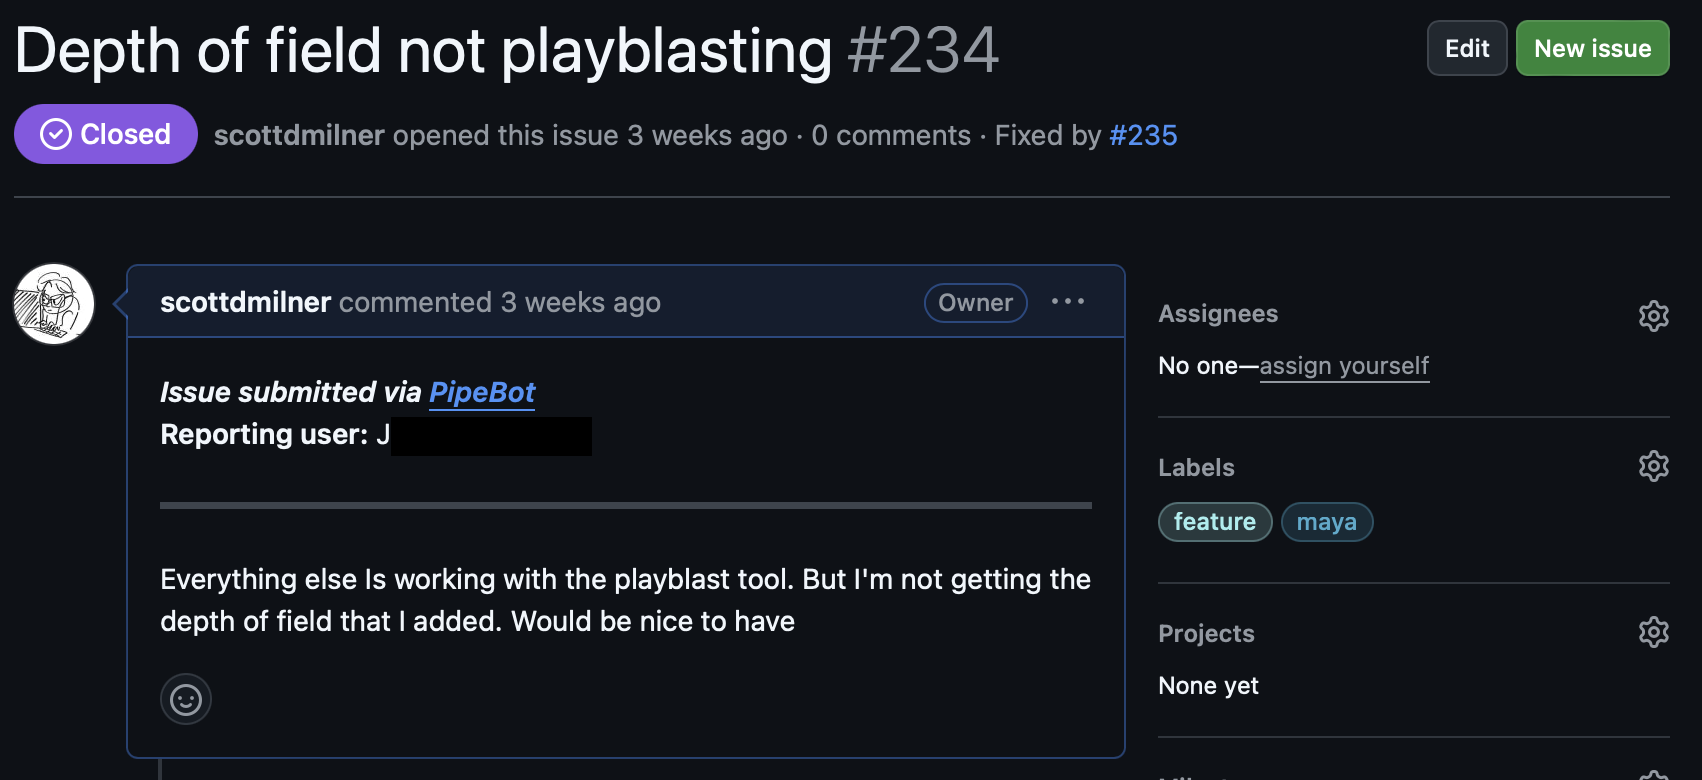 Depth of field not playblasting #234
Edit
New issue
Closed
scottdmilner opened this issue 3 weeks ago · 0 comments · Fixed by #235
scottdmilner commented 3 weeks ago
Owner
Issue submitted via PipeBot
Reporting user: J
Everything else Is working with the playblast tool. But I'm not getting the
depth of field that I added. Would be nice to have
Assignees
No one—assign yourself
Labels
feature
maya
Projects
None yet